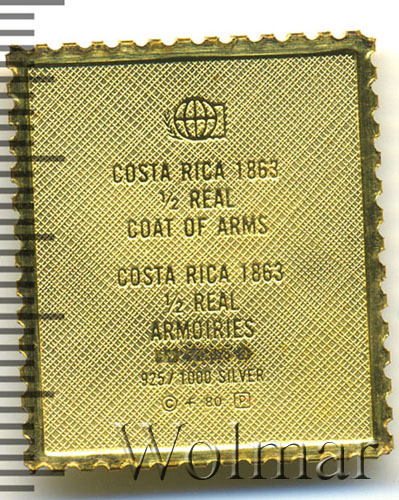 COSTA RICA 1863
1/2 REAL
COAT OF ARMS
COSTA RICA 1863
1/2 REAL
ARMOIRIES
925/1000 SILVER
© 80 P
Wolmar